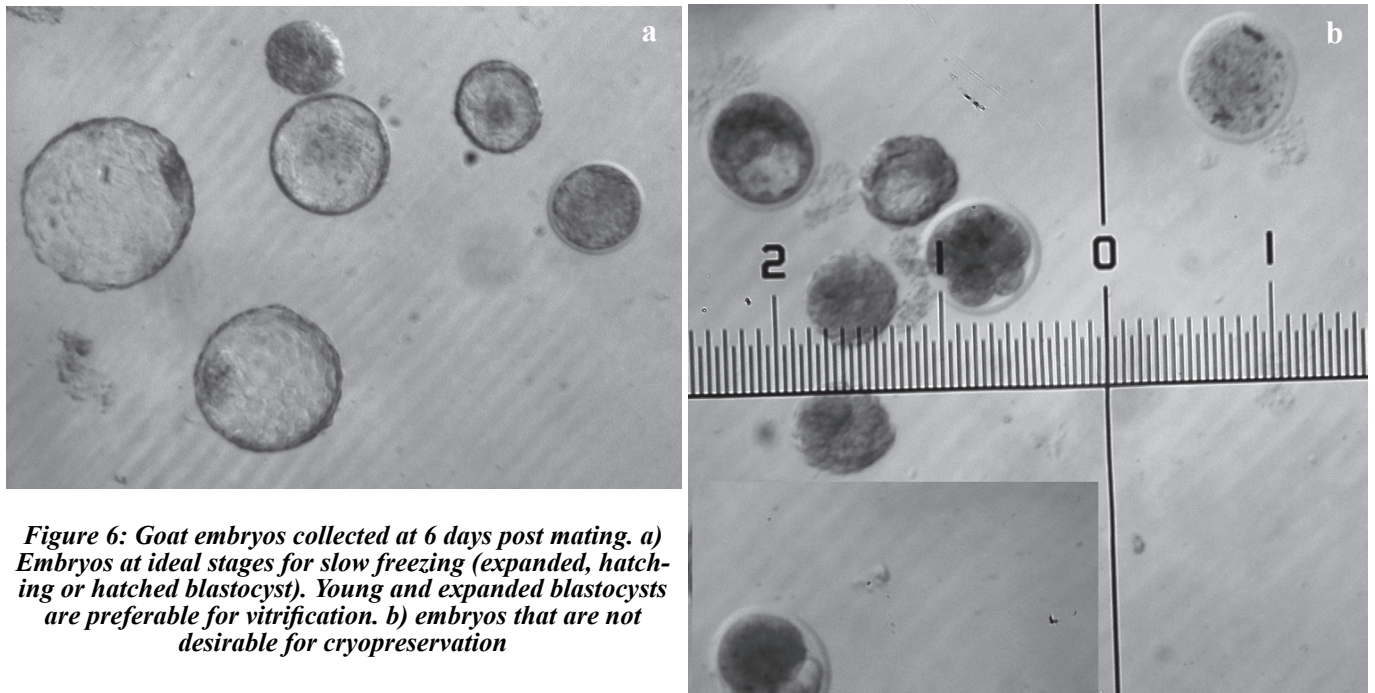 a
b
2 1 0 1
Figure 6: Goat embryos collected at 6 days post mating. a)
Embryos at ideal stages for slow freezing (expanded, hatch-
ing or hatched blastocyst). Young and expanded blastocysts
are preferable for vitrification. b) embryos that are not
desirable for cryopreservation